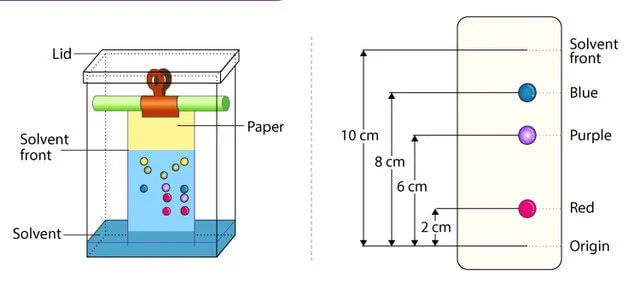 Lid
Paper
Solvent
front
Solvent
Solvent
front
Blue
10 cm
Purple
8 cm
6 cm
Red
2 cm
Origin